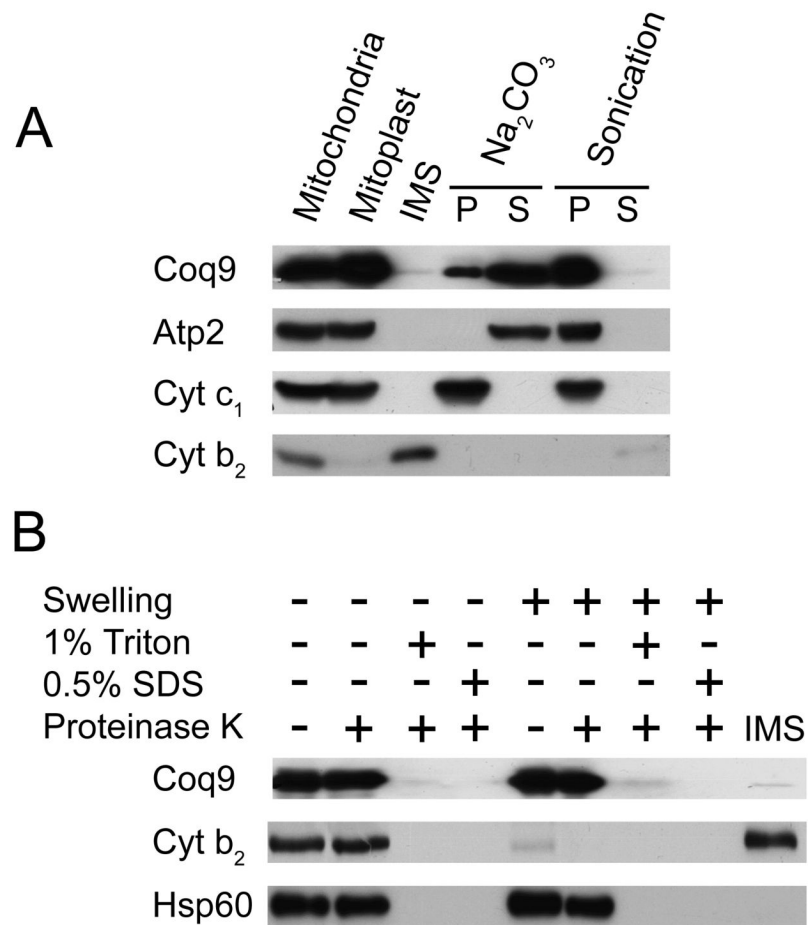 A
Mitochondria
Mitoplast
IMS
Na₂CO₃
Sonication
P S P S
Coq9
Atp2
Cyt c₁
Cyt b₂
B
Swelling - - - - + + + +
1% Triton - - + - - - + -
0.5% SDS - - - + - - - +
Proteinase K - + + + - + + + IMS
Coq9
Cyt b₂
Hsp60